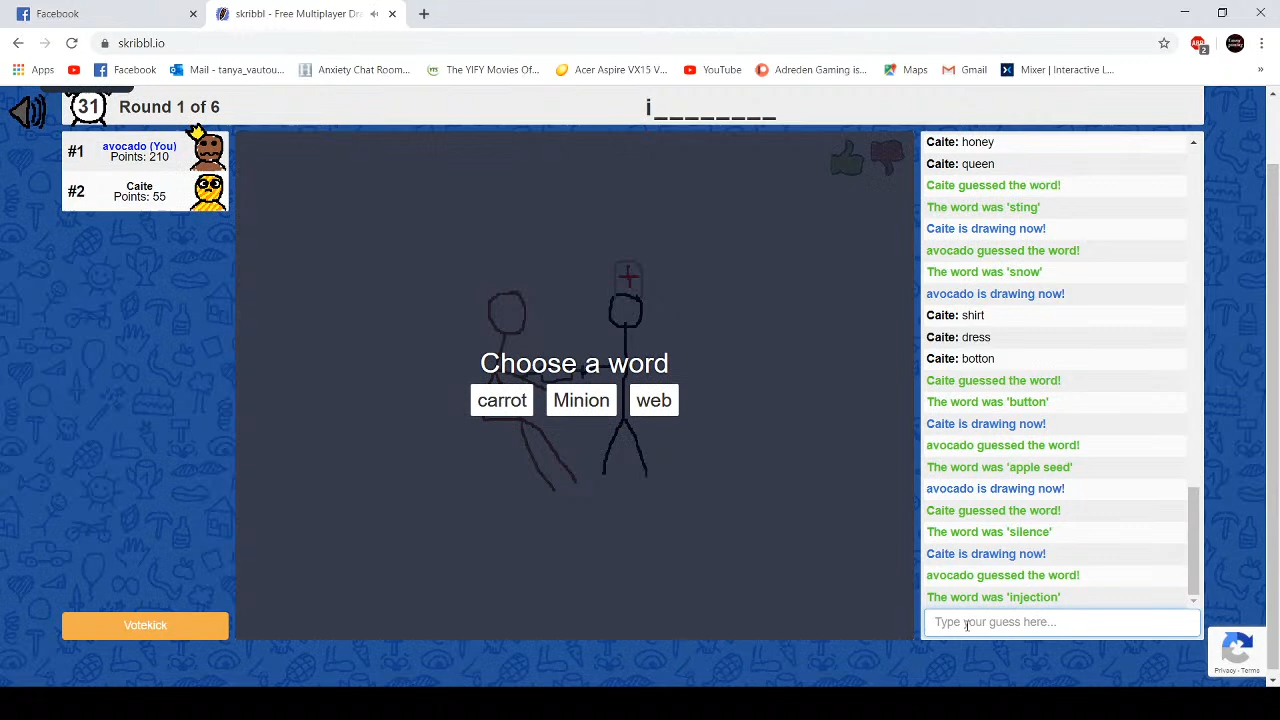 Facebook
skribbl - Free Multiplayer Dra
skribbl.io
2
Apps
Facebook
Mail - tanya_vautou...
Anxiety Chat Room...
The YIFY Movies Of...
Acer Aspire VX15 V...
YouTube
Adredan Gaming is...
Maps
Gmail
Mixer | Interactive L...
»
31
Round 1 of 6
i________
#1
avocado (You)
Points: 210
#2
Caite
Points: 55
Choose a word
carrot
Minion
web
Votekick
Caite: honey
Caite: queen
Caite guessed the word!
The word was 'sting'
Caite is drawing now!
avocado guessed the word!
The word was 'snow'
avocado is drawing now!
Caite: shirt
Caite: dress
Caite: botton
Caite guessed the word!
The word was 'button'
Caite is drawing now!
avocado guessed the word!
The word was 'apple seed'
avocado is drawing now!
Caite guessed the word!
The word was 'silence'
Caite is drawing now!
avocado guessed the word!
The word was 'injection'
Type your guess here...
Privacy - Terms